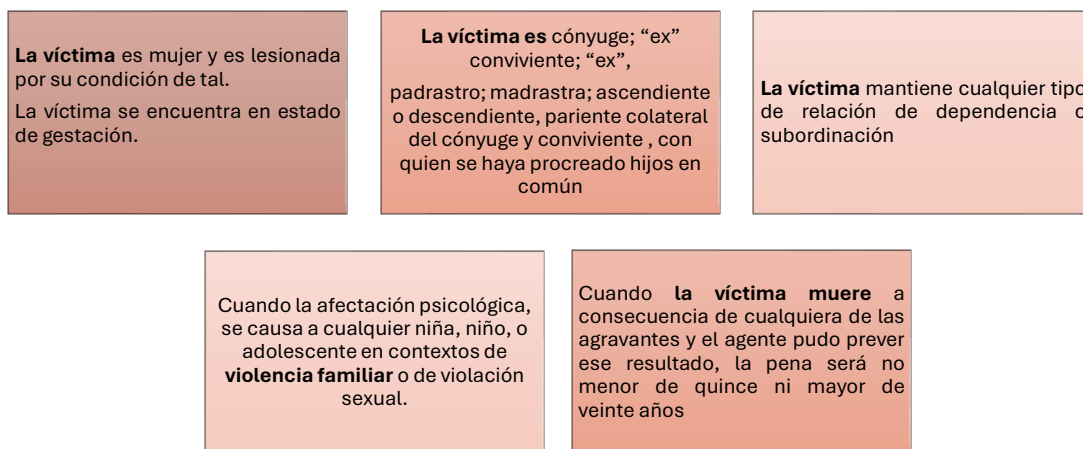 La víctima es mujer y es lesionada
por su condición de tal.
La víctima se encuentra en estado
de gestación.
La víctima es cónyuge; “ex”
conviviente; “ex”,
padrastro; madrastra; ascendiente
o descendiente, pariente colateral
del cónyuge y conviviente , con
quien se haya procreado hijos en
común
La víctima mantiene cualquier tipo
de relación de dependencia o
subordinación
Cuando la afectación psicológica,
se causa a cualquier niña, niño, o
adolescente en contextos de
violencia familiar o de violación
sexual.
Cuando la víctima muere a
consecuencia de cualquiera de las
agravantes y el agente pudo prever
ese resultado, la pena será no
menor de quince ni mayor de
veinte años